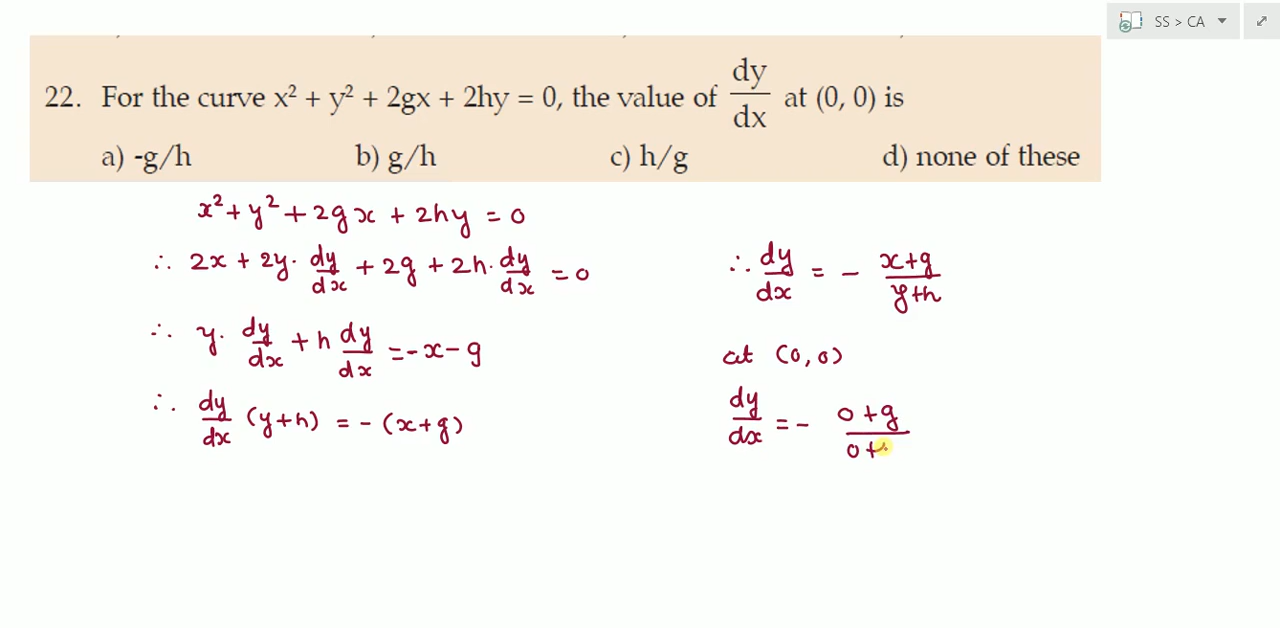 SS > CA
22. For the curve x² + y² + 2gx + 2hy = 0, the value of dy/dx at (0, 0) is
a) -g/h b) g/h c) h/g d) none of these
x² + y² + 2gx + 2hy = 0
∴ 2x + 2y · dy/dx + 2g + 2h · dy/dx = 0
∴ y · dy/dx + h dy/dx = -x - g
∴ dy/dx (y+h) = - (x+g)
∴ dy/dx = - x+g/y+h
at (0, 0)
dy/dx = - 0+g/0+